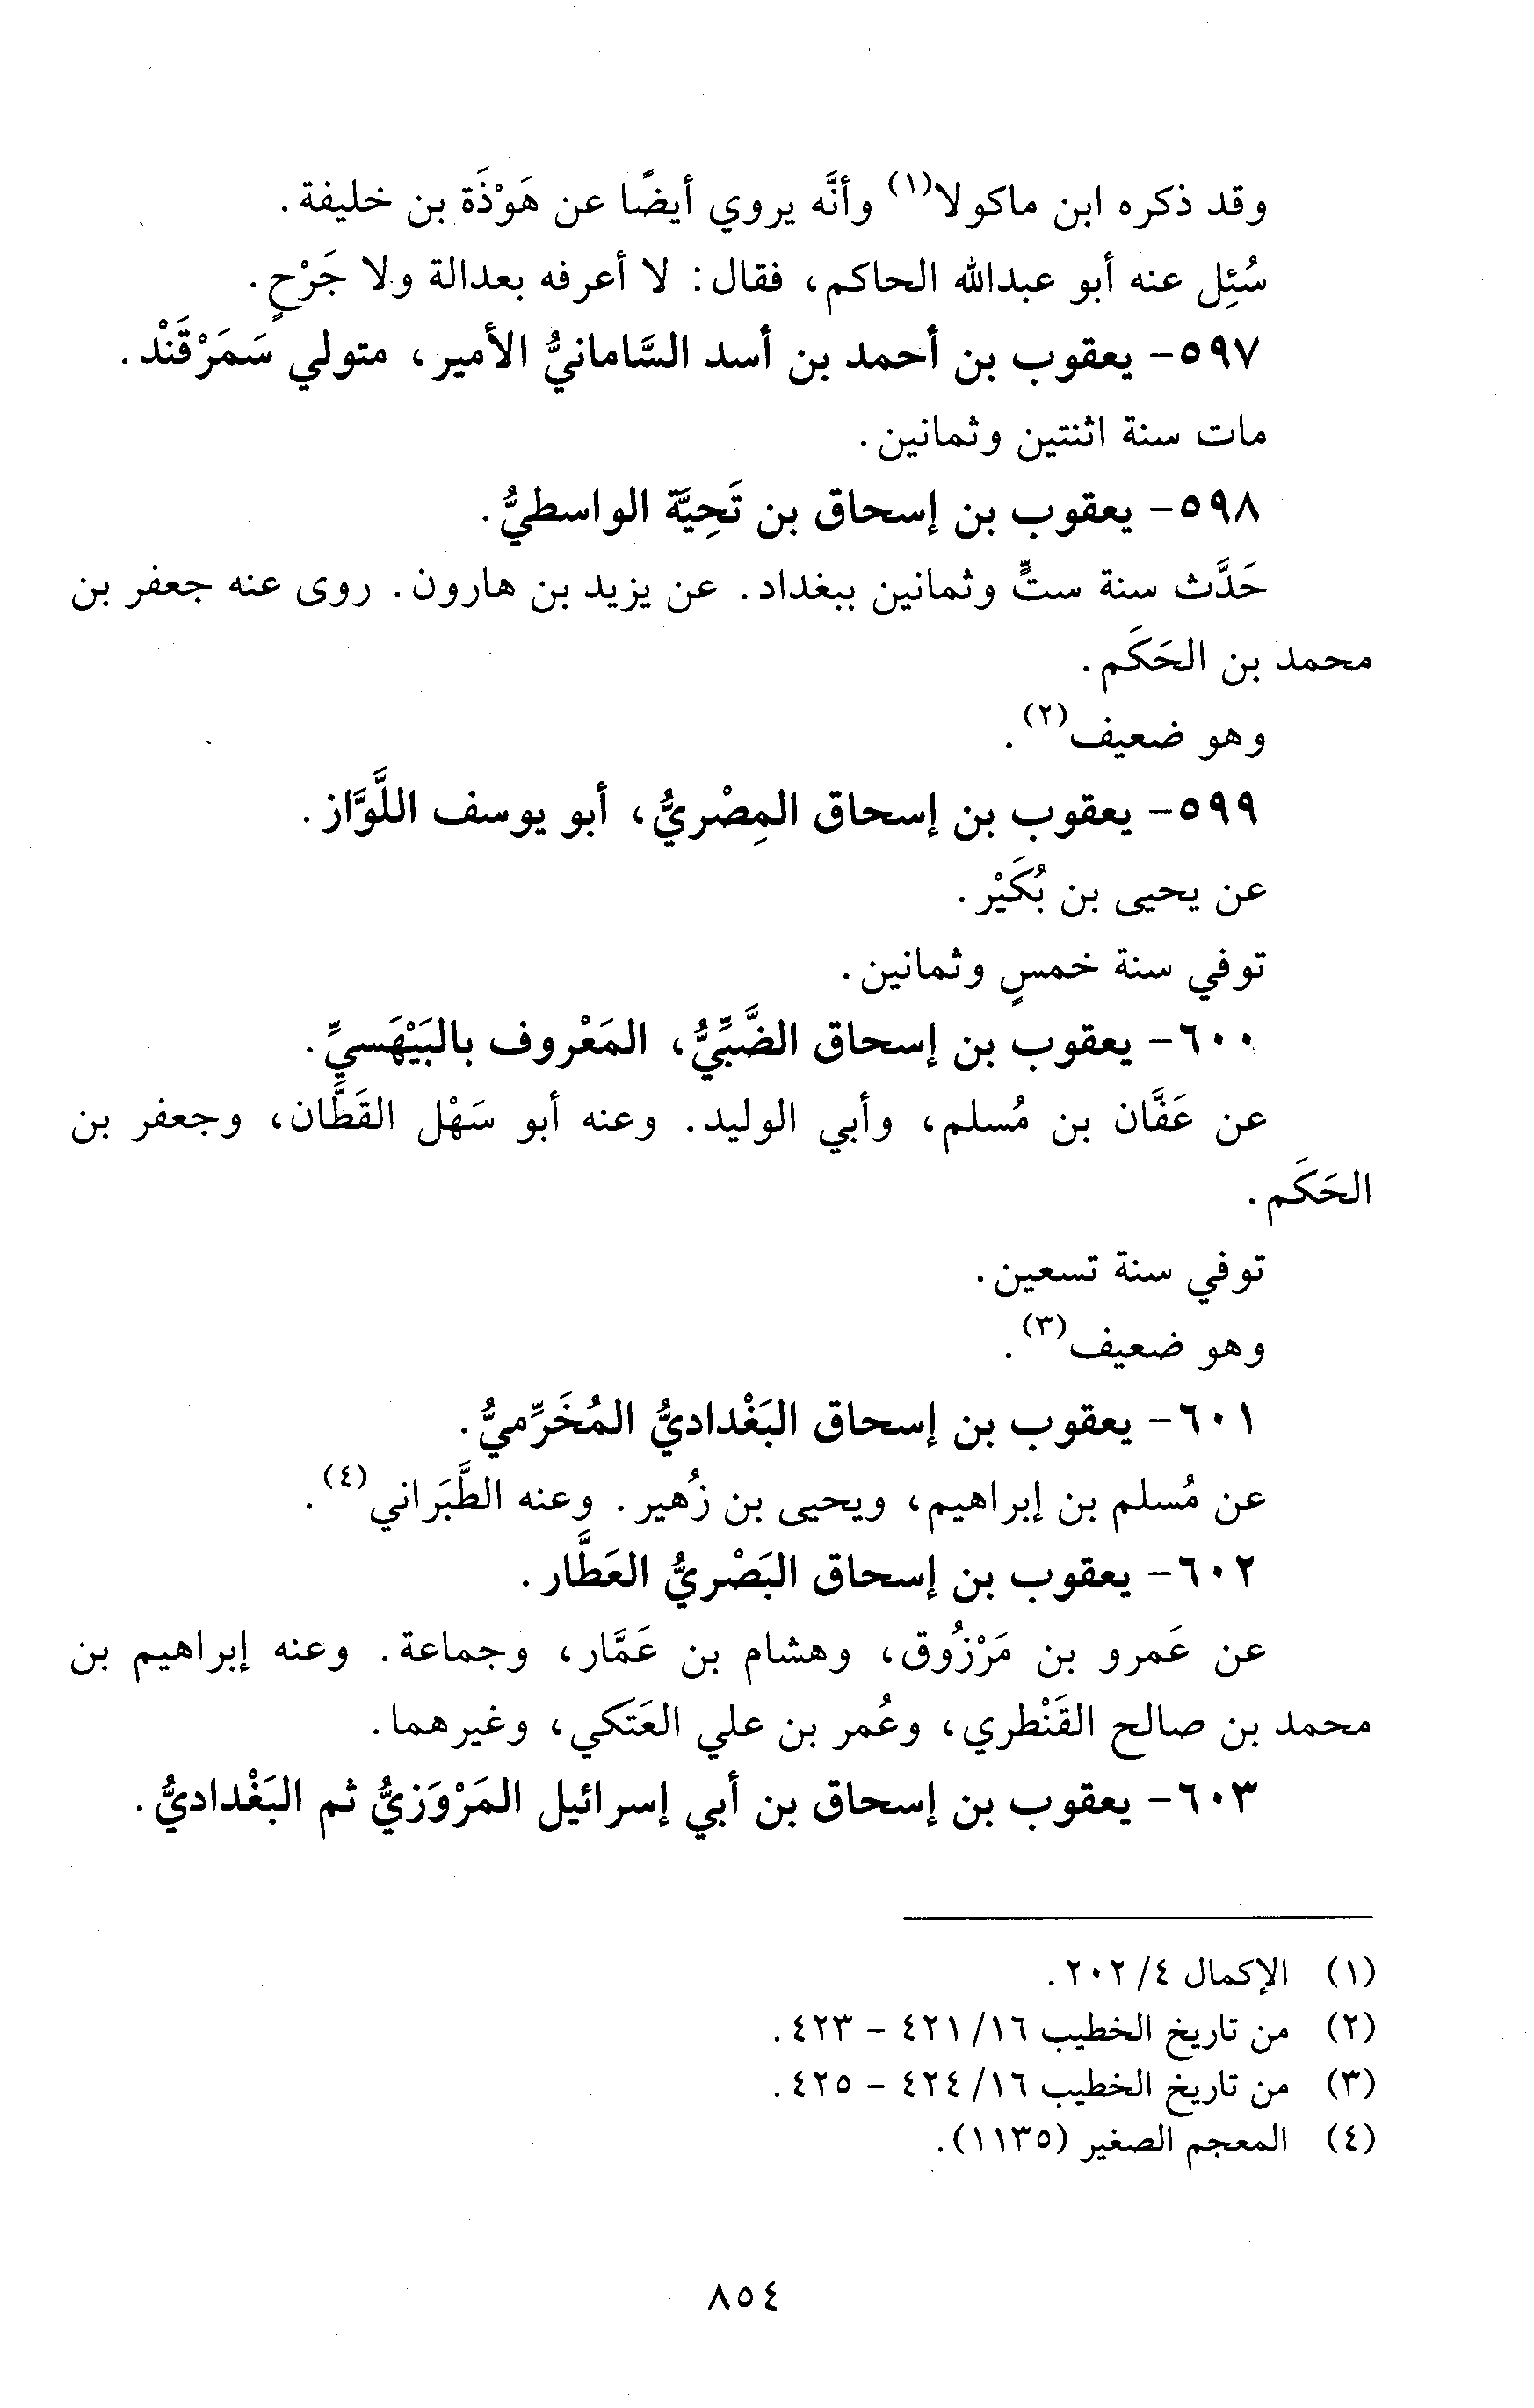 وقد ذكره ابن ماكولا(١) وأنَّه يروي أيضًا عن هَوْذَة بن خليفة.
سُئِل عنه أبو عبدالله الحاكم، فقال: لا أعرفه بعدالة ولا جَرْحٍ.
٥٩٧- يعقوب بن أحمد بن أسد السَّامانيُّ الأمير، متولي سَمَرْقَنْد.
مات سنة اثنتين وثمانين.
٥٩٨- يعقوب بن إسحاق بن تَحِيَّة الواسطيُّ.
حَدَّث سنة ستٍّ وثمانين ببغداد. عن يزيد بن هارون. روى عنه جعفر بن
محمد بن الحَكَم.
وهو ضعيف(٢).
٥٩٩- يعقوب بن إسحاق المِصْريُّ، أبو يوسف اللَّوَّاز.
عن يحيى بن بُكَيْر.
توفي سنة خمسٍ وثمانين.
٦٠٠- يعقوب بن إسحاق الضَّبِّيُّ، المَعْروف بالبَيْهَسيِّ.
عن عَفَّان بن مُسلم، وأبي الوليد. وعنه أبو سَهْل القَطَّان، وجعفر بن
الحَكَم.
توفي سنة تسعين.
وهو ضعيف(٣).
٦٠١- يعقوب بن إسحاق البَغْداديُّ المُخَرِّميُّ.
عن مُسلم بن إبراهيم، ويحيى بن زُهير. وعنه الطَّبَراني(٤).
٦٠٢- يعقوب بن إسحاق البَصْريُّ العَطَّار.
عن عَمرو بن مَرْزُوق، وهشام بن عَمَّار، وجماعة. وعنه إبراهيم بن
محمد بن صالح القَنْطري، وعُمر بن علي العَتَكي، وغيرهما.
٦٠٣- يعقوب بن إسحاق بن أبي إسرائيل المَرْوَزيُّ ثم البَغْداديُّ.
(١) الإكمال ٤/ ٢٠٢.
(٢) من تاريخ الخطيب ١٦/ ٤٢١ - ٤٢٣.
(٣) من تاريخ الخطيب ١٦/ ٤٢٤ - ٤٢٥.
(٤) المعجم الصغير (١١٣٥).
٨٥٤